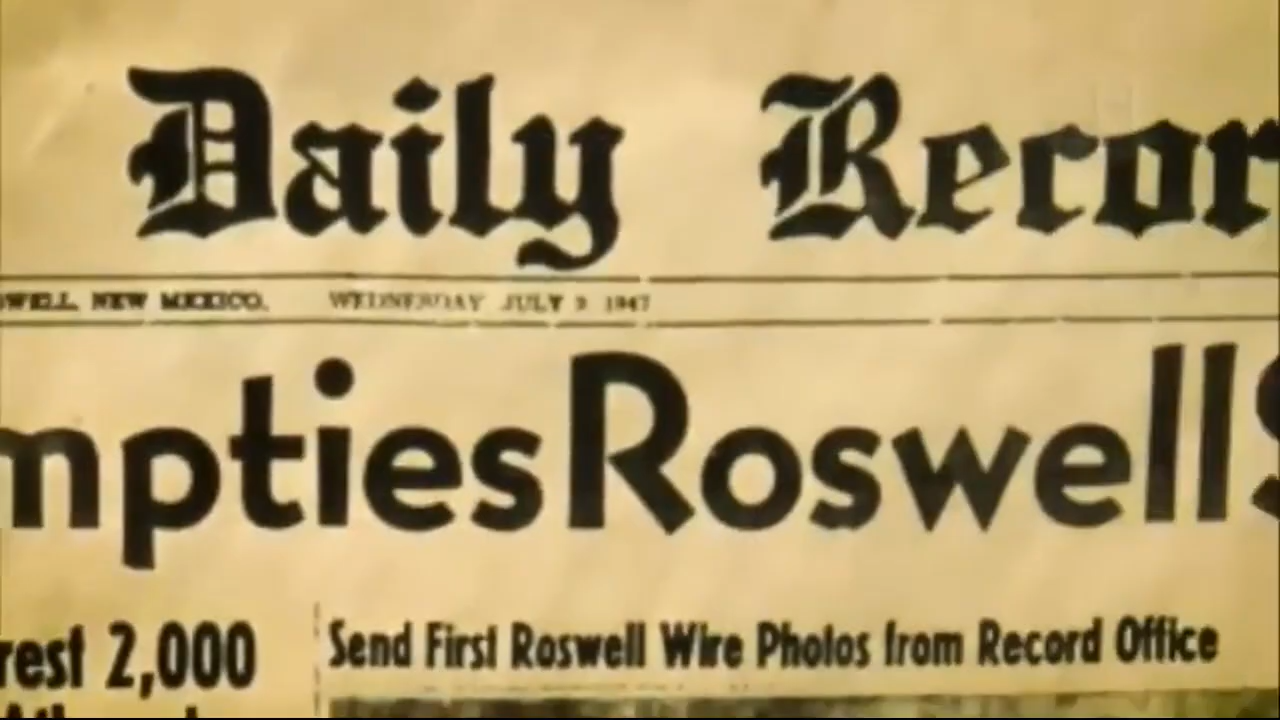 Daily Recor
SWELL, NEW MEXICO, WEDNESDAY JULY 9 1947
mpties Roswell S
rest 2,000
Send First Roswell Wire Photos from Record Office